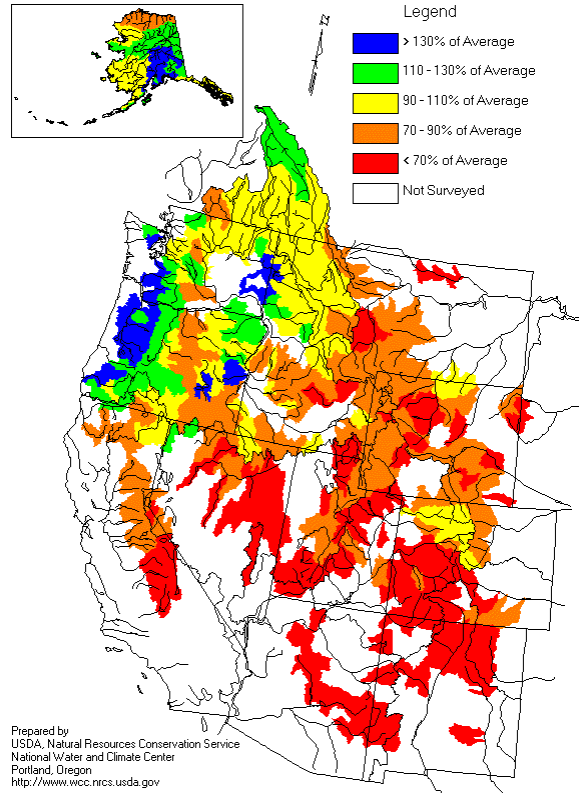 Legend
> 130% of Average
110 - 130% of Average
90 - 110% of Average
70 - 90% of Average
< 70% of Average
Not Surveyed
Prepared by
USDA, Natural Resources Conservation Service
National Water and Climate Center
Portland, Oregon
http://www.wcc.nrcs.usda.gov